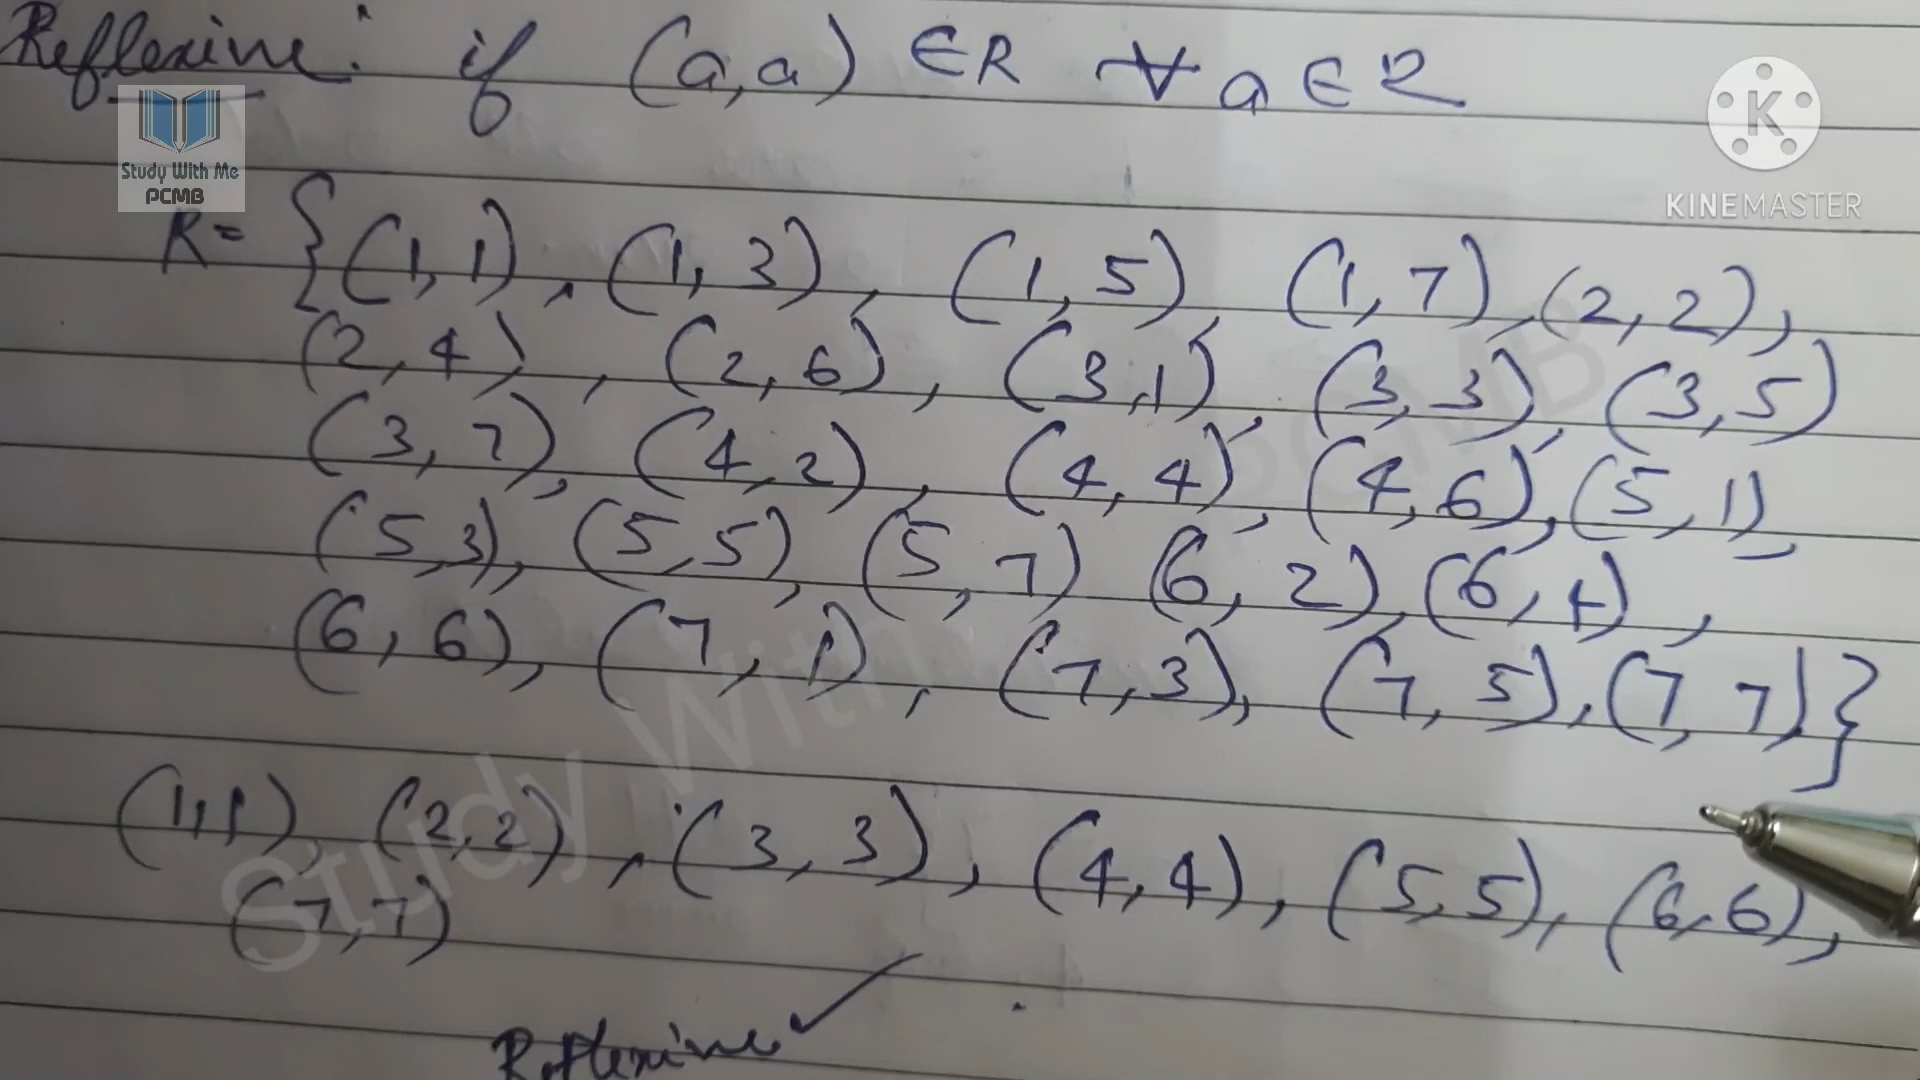 Reflexive: if (a,a) ∈R ∀ a ∈ R
Study With Me
PCMB
KINEMASTER
R= {(1,1), (1,3), (1,5), (1,7), (2,2),
(2,4), (2,6), (3,1), (3,3), (3,5)
(3,7), (4,2), (4,4), (4,6), (5,1),
(5,3), (5,5), (5,7) (6,2), (6,4),
(6,6), (7,1), (7,3), (7,5), (7,7)}
(1,1), (2,2), (3,3), (4,4), (5,5), (6,6),
(7,7)
Reflexive ✓